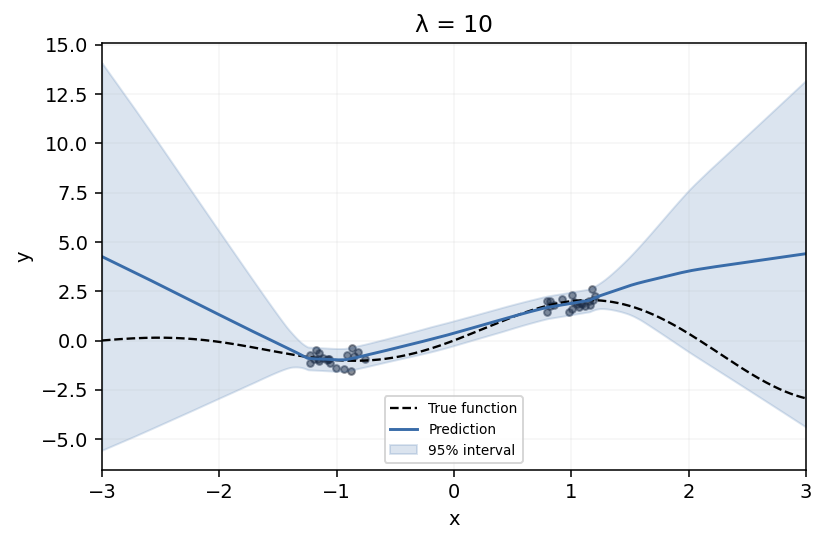 λ = 10
15.0
12.5
10.0
7.5
5.0
2.5
0.0
−2.5
−5.0
y
True function
Prediction
95% interval
−3 −2 −1 0 1 2 3
x